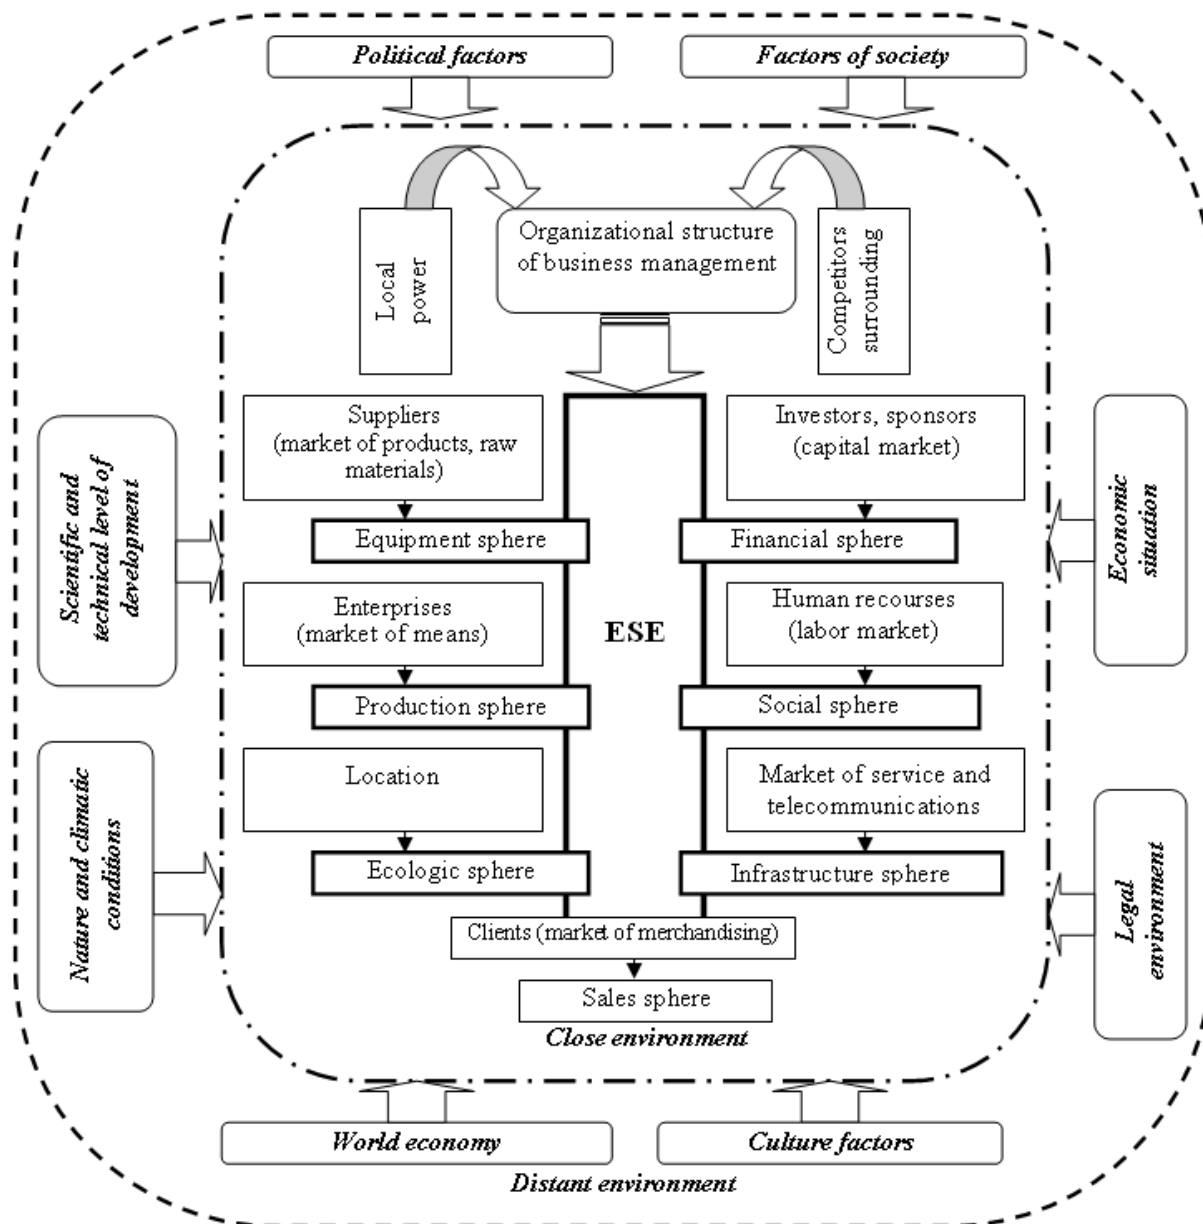 Political factors
Factors of society
Local
power
Organizational structure
of business management
Competitors
surrounding
Suppliers
(market of products, raw
materials)
Investors, sponsors
(capital market)
Equipment sphere
Financial sphere
Scientific and
technical level of
development
Economic
situation
Enterprises
(market of means)
ESE
Human recourses
(labor market)
Production sphere
Social sphere
Location
Market of service and
telecommunications
Nature and climatic
conditions
Legal
environment
Ecologic sphere
Infrastructure sphere
Clients (market of merchandising)
Sales sphere
Close environment
World economy
Culture factors
Distant environment